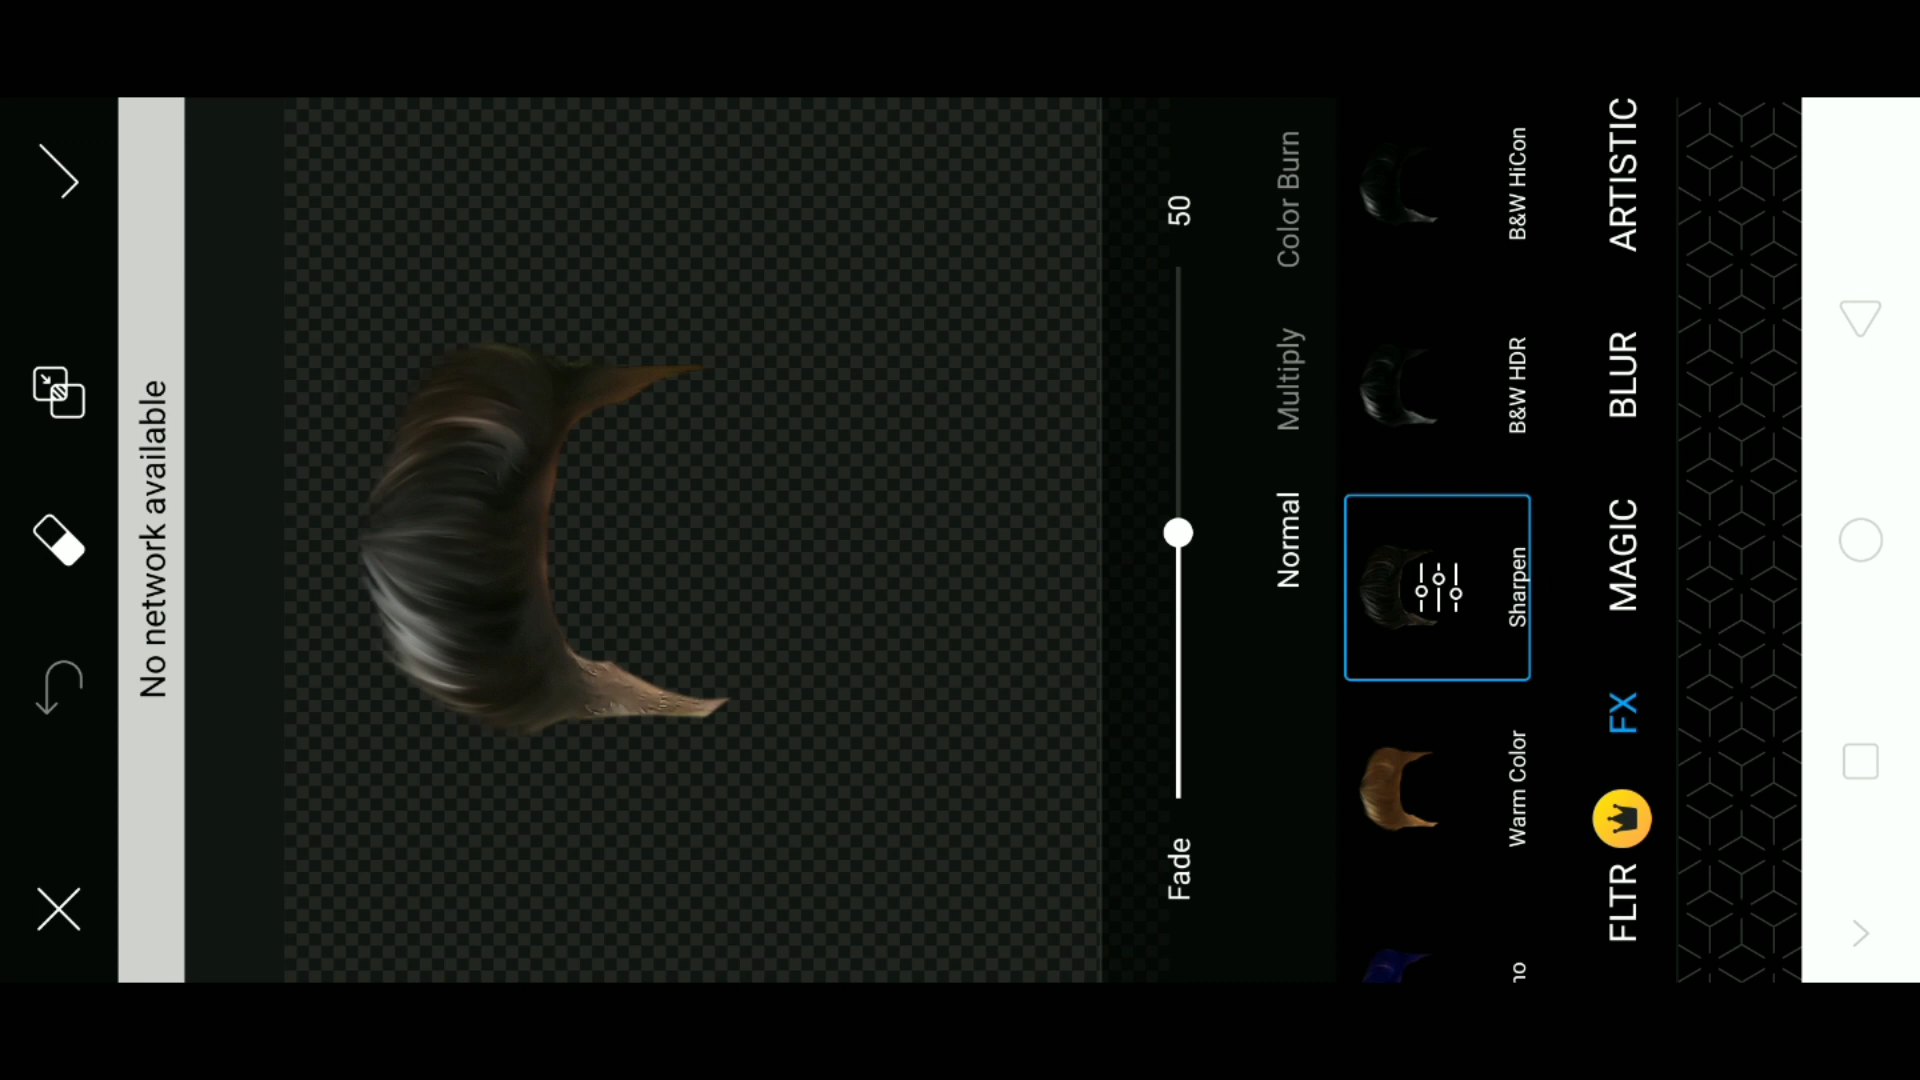 No network available
Fade 50
Normal Multiply Color Burn
no Warm Color Sharpen B&W HDR B&W HiCon
FLTR FX MAGIC BLUR ARTISTIC